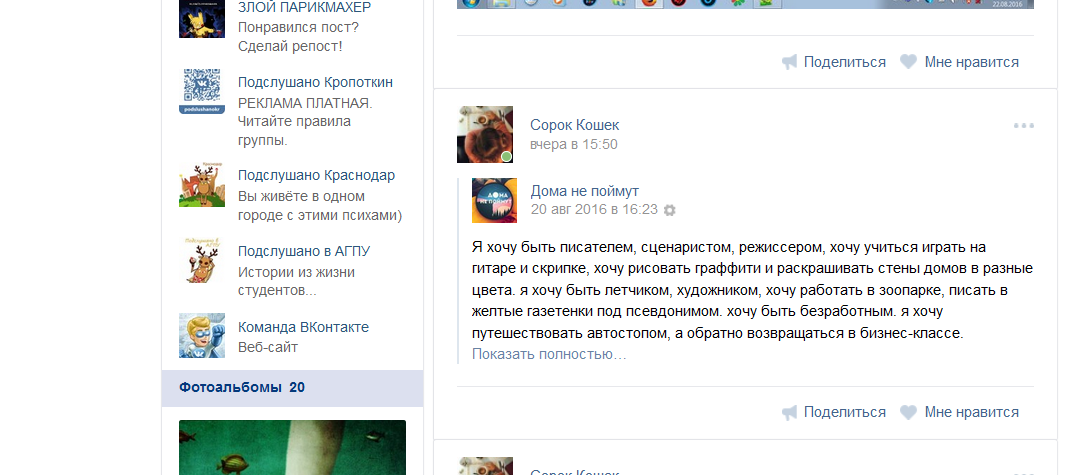 ЗЛОЙ ПАРИКМАХЕР
Понравился пост?
Сделай репост!
Подслушано Кропоткин
РЕКЛАМА ПЛАТНАЯ.
Читайте правила
группы.
Подслушано Краснодар
Вы живёте в одном
городе с этими психами)
Подслушано в АГПУ
Истории из жизни
студентов...
Команда ВКонтакте
Веб-сайт
Фотоальбомы 20
22.08.2016
Поделиться Мне нравится
Сорок Кошек
вчера в 15:50
Дома не поймут
20 авг 2016 в 16:23
Я хочу быть писателем, сценаристом, режиссером, хочу учиться играть на
гитаре и скрипке, хочу рисовать граффити и раскрашивать стены домов в разные
цвета. я хочу быть летчиком, художником, хочу работать в зоопарке, писать в
желтые газетенки под псевдонимом. хочу быть безработным. я хочу
путешествовать автостопом, а обратно возвращаться в бизнес-классе.
Показать полностью...
Поделиться Мне нравится
Сорок Кошек